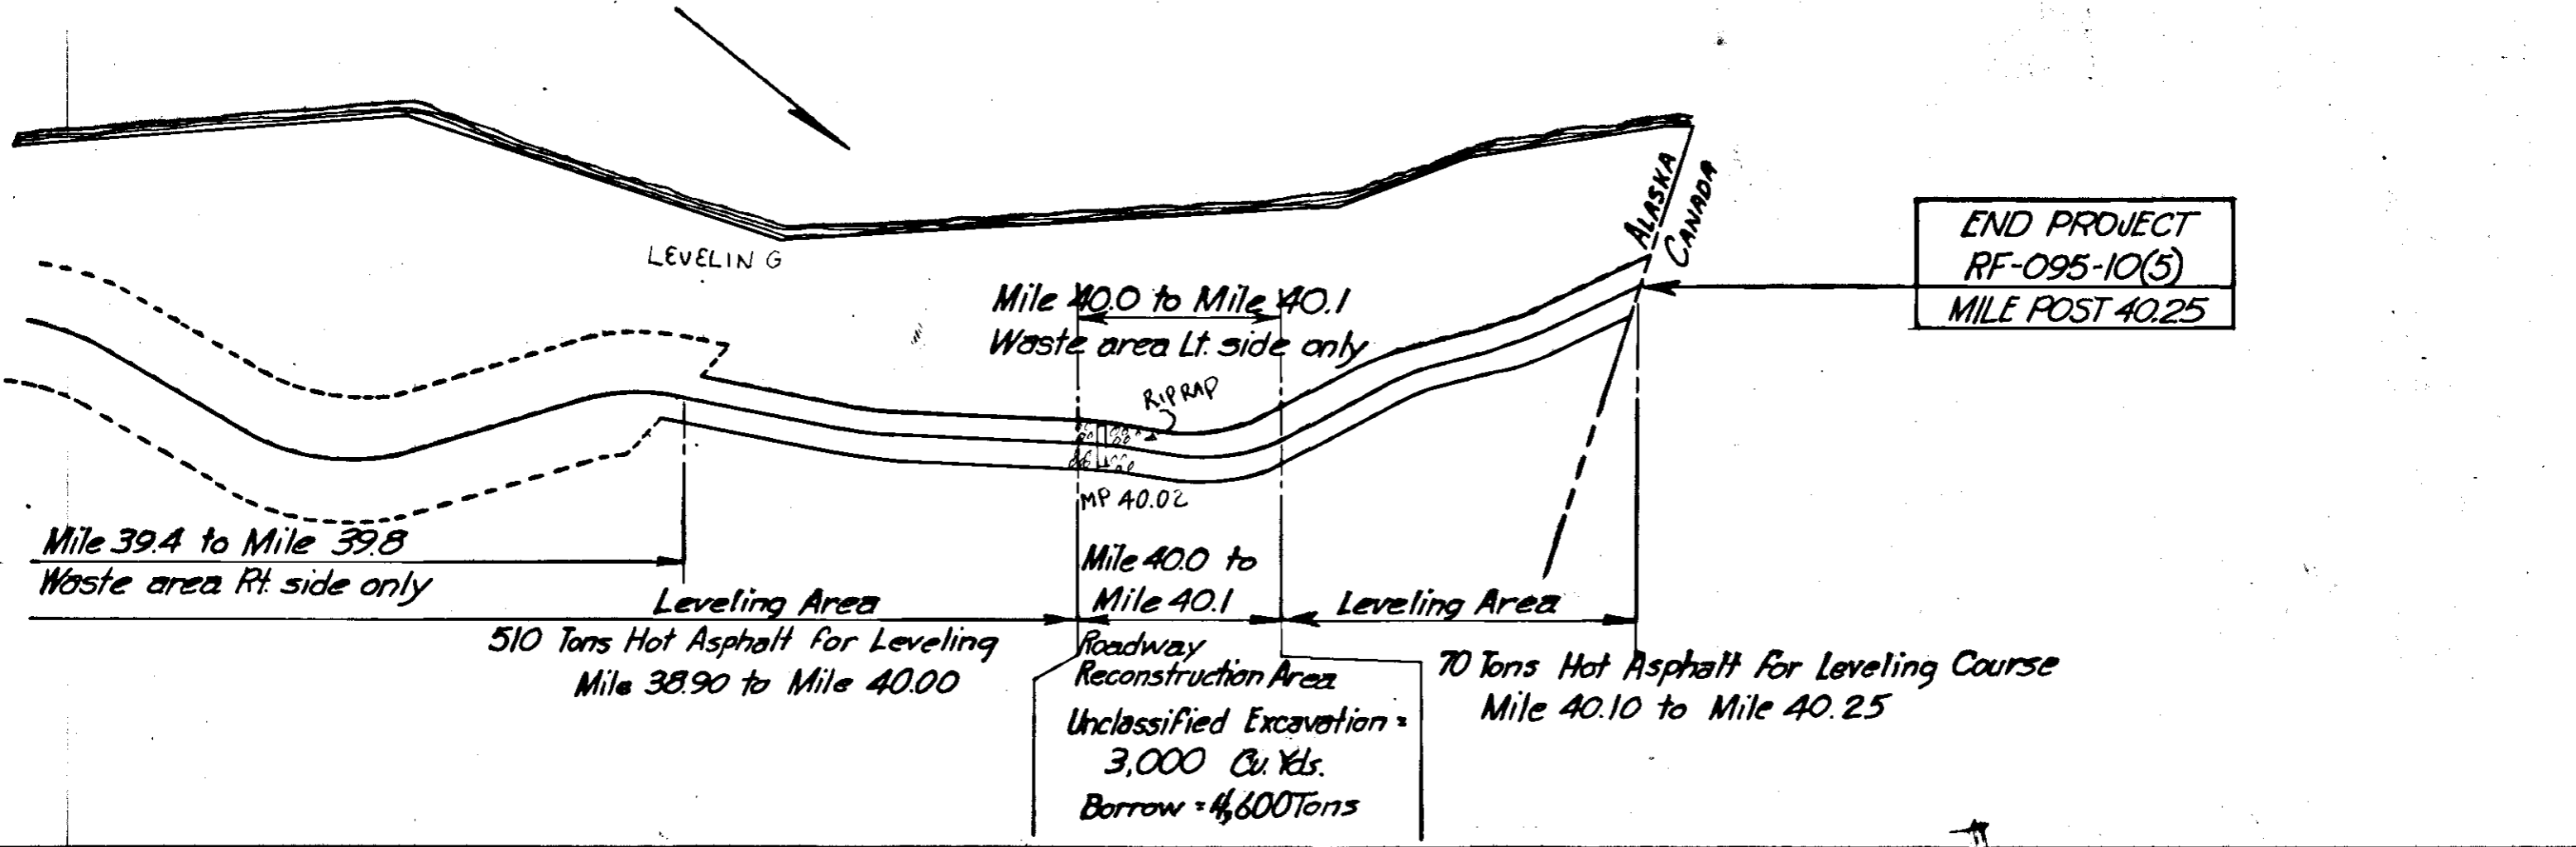 LEVELING
ALASKA
CANADA
END PROJECT
RF-095-10(5)
MILE POST 40.25
Mile 40.0 to Mile 40.1
Waste area Lt. side only
RIPRAP
MP 40.02
Mile 39.4 to Mile 39.8
Waste area Rt. side only
Mile 40.0 to
Mile 40.1
Leveling Area
510 Tons Hot Asphalt for Leveling
Mile 38.90 to Mile 40.00
Roadway
Reconstruction Area
Unclassified Excavation =
3,000 Cu. Yds.
Borrow = 4,600 Tons
Leveling Area
70 Tons Hot Asphalt For Leveling Course
Mile 40.10 to Mile 40.25